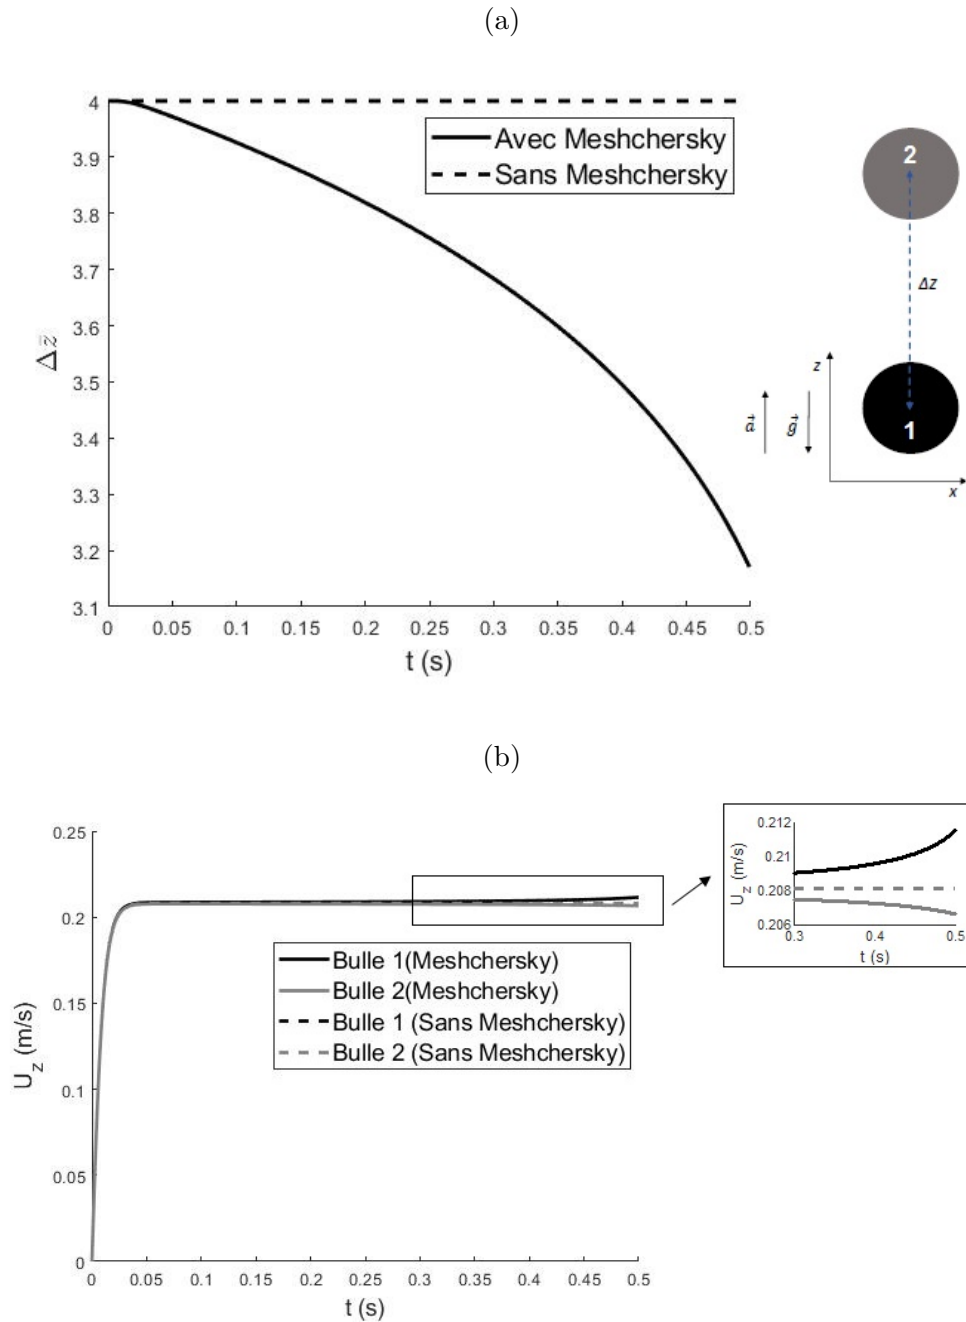 (a)
4
3.9
3.8
3.7
3.6
3.5
3.4
3.3
3.2
3.1
Δz̄
Avec Meshchersky
Sans Meshchersky
0 0.05 0.1 0.15 0.2 0.25 0.3 0.35 0.4 0.45 0.5
t (s)
2
Δz
z
a⃗ g⃗
1
x
(b)
0.25
0.2
0.15
0.1
0.05
0
U_z (m/s)
Bulle 1(Meshchersky)
Bulle 2(Meshchersky)
Bulle 1 (Sans Meshchersky)
Bulle 2 (Sans Meshchersky)
0 0.05 0.1 0.15 0.2 0.25 0.3 0.35 0.4 0.45 0.5
t (s)
0.212
0.21
0.208
0.206
U_z (m/s)
0.3 0.4 0.5
t (s)